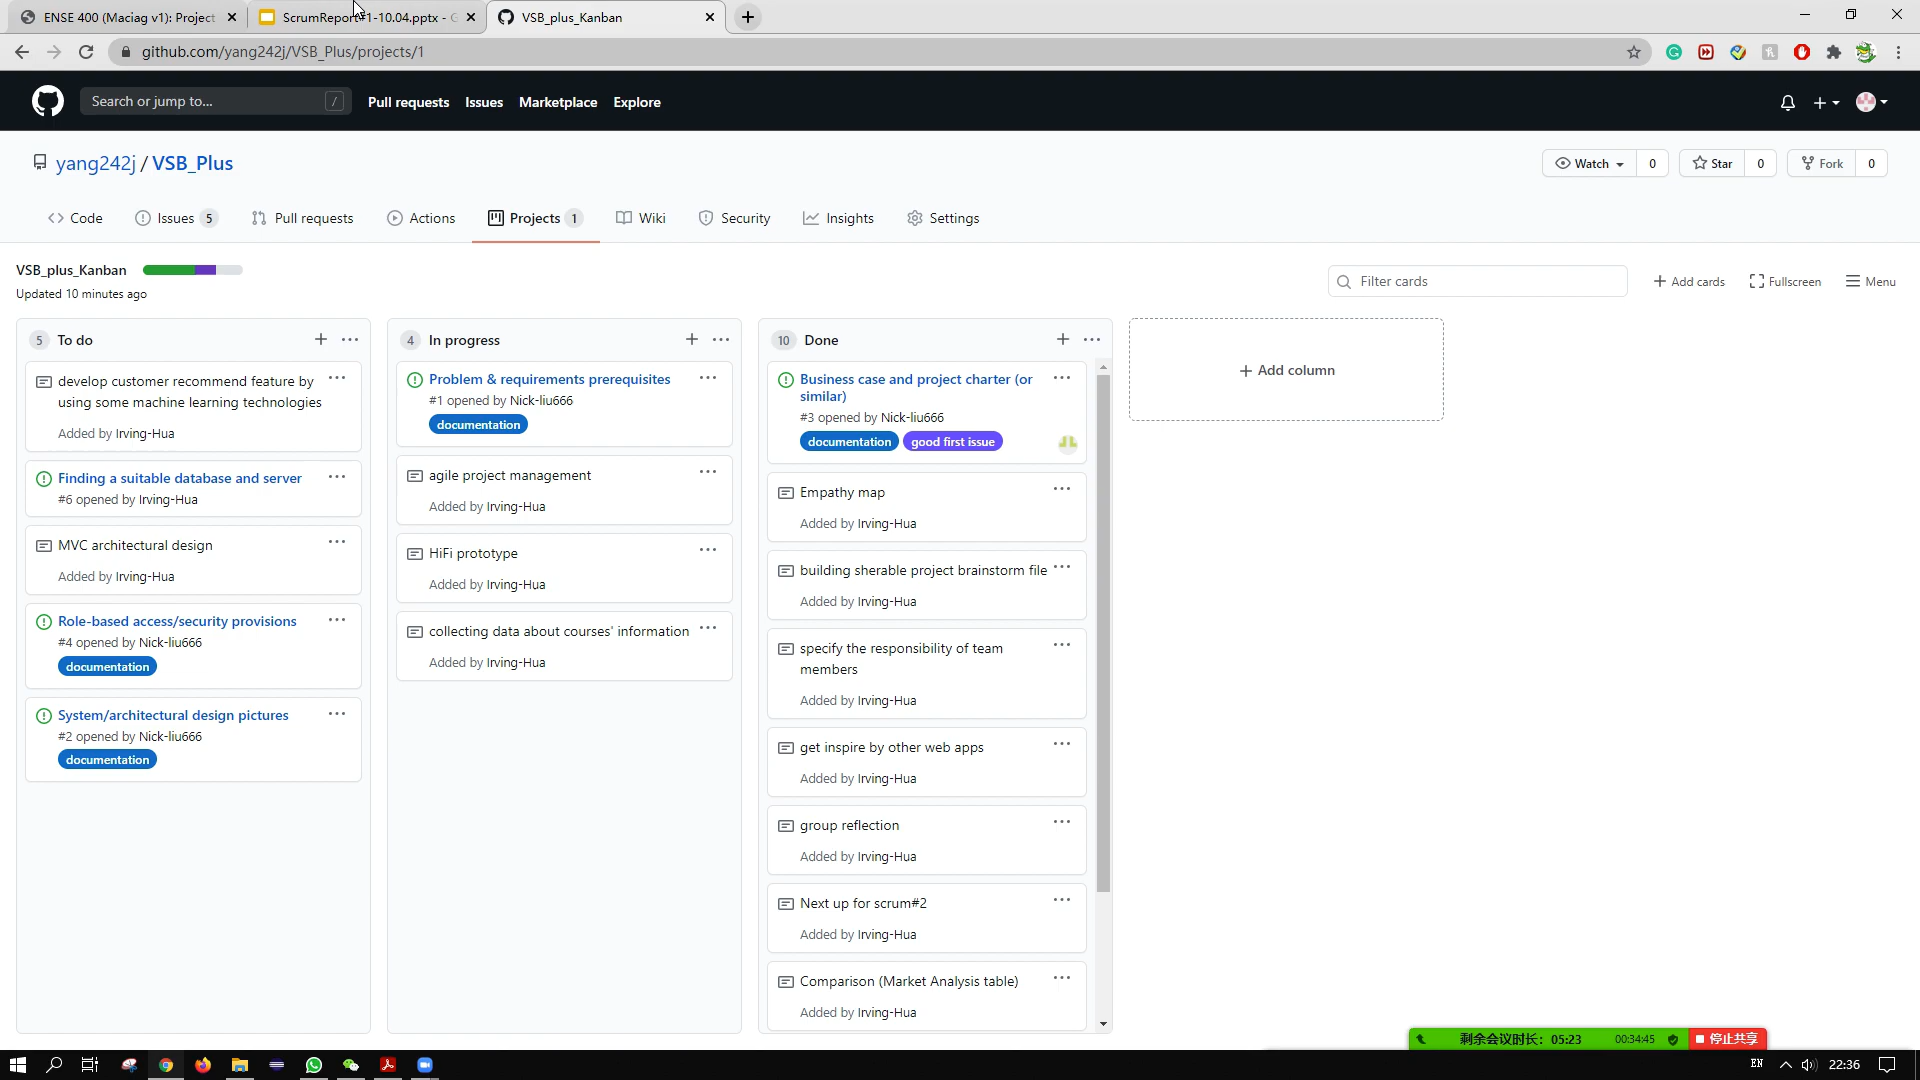 ENSE 400 (Maciag v1): Project
ScrumReport#1-10.04.pptx - G
VSB_plus_Kanban
github.com/yang242j/VSB_Plus/projects/1
Search or jump to...
/
Pull requests
Issues
Marketplace
Explore
yang242j / VSB_Plus
Watch 0
Star 0
Fork 0
Code
Issues 5
Pull requests
Actions
Projects 1
Wiki
Security
Insights
Settings
VSB_plus_Kanban
Updated 10 minutes ago
Filter cards
Add cards
Fullscreen
Menu
5 To do
develop customer recommend feature by
using some machine learning technologies
Added by Irving-Hua
Finding a suitable database and server
#6 opened by Irving-Hua
MVC architectural design
Added by Irving-Hua
Role-based access/security provisions
#4 opened by Nick-liu666
documentation
System/architectural design pictures
#2 opened by Nick-liu666
documentation
4 In progress
Problem & requirements prerequisites
#1 opened by Nick-liu666
documentation
agile project management
Added by Irving-Hua
HiFi prototype
Added by Irving-Hua
collecting data about courses' information
Added by Irving-Hua
10 Done
Business case and project charter (or
similar)
#3 opened by Nick-liu666
documentation good first issue
Empathy map
Added by Irving-Hua
building sherable project brainstorm file
Added by Irving-Hua
specify the responsibility of team
members
Added by Irving-Hua
get inspire by other web apps
Added by Irving-Hua
group reflection
Added by Irving-Hua
Next up for scrum#2
Added by Irving-Hua
Comparison (Market Analysis table)
Added by Irving-Hua
Add column
剩余会议时长: 05:23
00:34:45
停止共享
EN
22:36